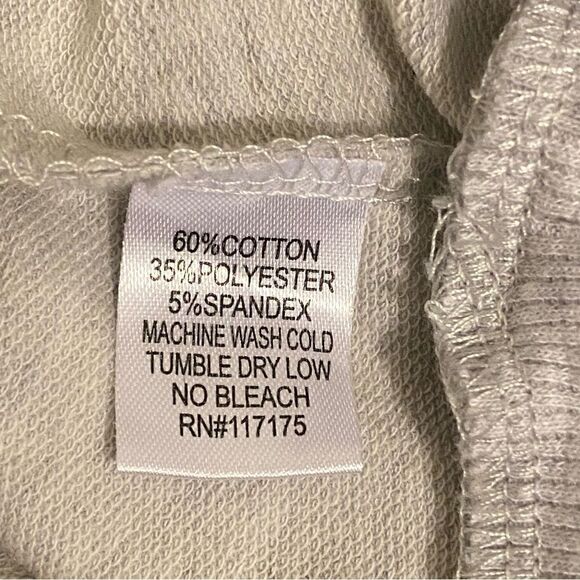 60%COTTON
35%POLYESTER
5%SPANDEX
MACHINE WASH COLD
TUMBLE DRY LOW
NO BLEACH
RN#117175